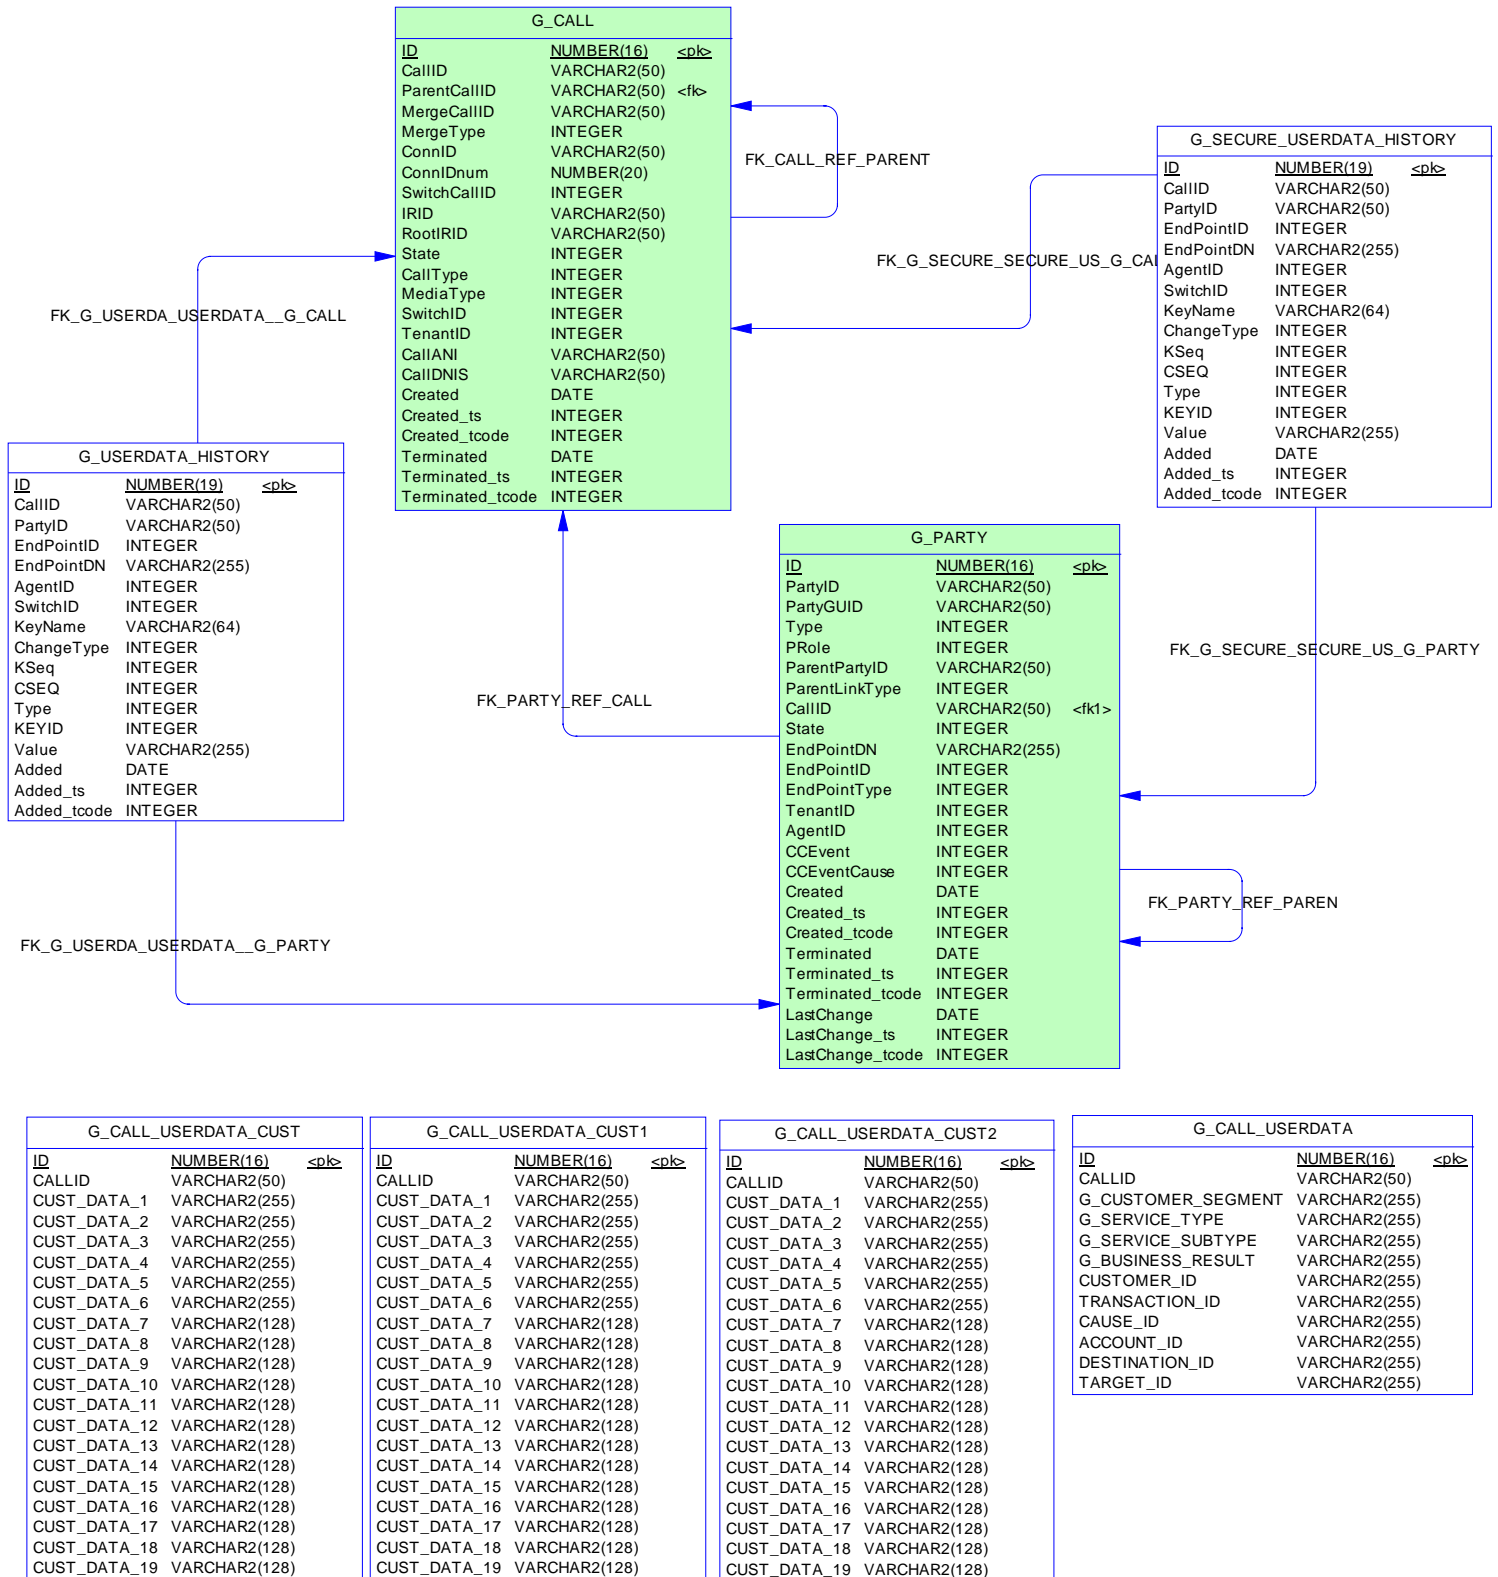 G_CALL
ID NUMBER(16) <pk>
CallID VARCHAR2(50)
ParentCallID VARCHAR2(50) <fk>
MergeCallID VARCHAR2(50)
MergeType INTEGER
ConnID VARCHAR2(50)
ConnIDnum NUMBER(20)
SwitchCallID INTEGER
IRID VARCHAR2(50)
RootIRID VARCHAR2(50)
State INTEGER
CallType INTEGER
MediaType INTEGER
SwitchID INTEGER
TenantID INTEGER
CallANI VARCHAR2(50)
CallDNIS VARCHAR2(50)
Created DATE
Created_ts INTEGER
Created_tcode INTEGER
Terminated DATE
Terminated_ts INTEGER
Terminated_tcode INTEGER
FK_CALL_REF_PARENT
G_SECURE_USERDATA_HISTORY
ID NUMBER(19) <pk>
CallID VARCHAR2(50)
PartyID VARCHAR2(50)
EndPointID INTEGER
EndPointDN VARCHAR2(255)
AgentID INTEGER
SwitchID INTEGER
KeyName VARCHAR2(64)
ChangeType INTEGER
KSeq INTEGER
CSEQ INTEGER
Type INTEGER
KEYID INTEGER
Value VARCHAR2(255)
Added DATE
Added_ts INTEGER
Added_tcode INTEGER
FK_G_SECURE_SECURE_US_G_CAL
FK_G_USERDA_USERDATA__G_CALL
G_USERDATA_HISTORY
ID NUMBER(19) <pk>
CallID VARCHAR2(50)
PartyID VARCHAR2(50)
EndPointID INTEGER
EndPointDN VARCHAR2(255)
AgentID INTEGER
SwitchID INTEGER
KeyName VARCHAR2(64)
ChangeType INTEGER
KSeq INTEGER
CSEQ INTEGER
Type INTEGER
KEYID INTEGER
Value VARCHAR2(255)
Added DATE
Added_ts INTEGER
Added_tcode INTEGER
G_PARTY
ID NUMBER(16) <pk>
PartyID VARCHAR2(50)
PartyGUID VARCHAR2(50)
Type INTEGER
PRole INTEGER
ParentPartyID VARCHAR2(50)
ParentLinkType INTEGER
CallID VARCHAR2(50) <fk1>
State INTEGER
EndPointDN VARCHAR2(255)
EndPointID INTEGER
EndPointType INTEGER
TenantID INTEGER
AgentID INTEGER
CCEvent INTEGER
CCEventCause INTEGER
Created DATE
Created_ts INTEGER
Created_tcode INTEGER
Terminated DATE
Terminated_ts INTEGER
Terminated_tcode INTEGER
LastChange DATE
LastChange_ts INTEGER
LastChange_tcode INTEGER
FK_G_SECURE_SECURE_US_G_PARTY
FK_PARTY_REF_CALL
FK_PARTY_REF_PAREN
FK_G_USERDA_USERDATA__G_PARTY
G_CALL_USERDATA_CUST
ID NUMBER(16) <pk>
CALLID VARCHAR2(50)
CUST_DATA_1 VARCHAR2(255)
CUST_DATA_2 VARCHAR2(255)
CUST_DATA_3 VARCHAR2(255)
CUST_DATA_4 VARCHAR2(255)
CUST_DATA_5 VARCHAR2(255)
CUST_DATA_6 VARCHAR2(255)
CUST_DATA_7 VARCHAR2(128)
CUST_DATA_8 VARCHAR2(128)
CUST_DATA_9 VARCHAR2(128)
CUST_DATA_10 VARCHAR2(128)
CUST_DATA_11 VARCHAR2(128)
CUST_DATA_12 VARCHAR2(128)
CUST_DATA_13 VARCHAR2(128)
CUST_DATA_14 VARCHAR2(128)
CUST_DATA_15 VARCHAR2(128)
CUST_DATA_16 VARCHAR2(128)
CUST_DATA_17 VARCHAR2(128)
CUST_DATA_18 VARCHAR2(128)
CUST_DATA_19 VARCHAR2(128)
G_CALL_USERDATA_CUST1
ID NUMBER(16) <pk>
CALLID VARCHAR2(50)
CUST_DATA_1 VARCHAR2(255)
CUST_DATA_2 VARCHAR2(255)
CUST_DATA_3 VARCHAR2(255)
CUST_DATA_4 VARCHAR2(255)
CUST_DATA_5 VARCHAR2(255)
CUST_DATA_6 VARCHAR2(255)
CUST_DATA_7 VARCHAR2(128)
CUST_DATA_8 VARCHAR2(128)
CUST_DATA_9 VARCHAR2(128)
CUST_DATA_10 VARCHAR2(128)
CUST_DATA_11 VARCHAR2(128)
CUST_DATA_12 VARCHAR2(128)
CUST_DATA_13 VARCHAR2(128)
CUST_DATA_14 VARCHAR2(128)
CUST_DATA_15 VARCHAR2(128)
CUST_DATA_16 VARCHAR2(128)
CUST_DATA_17 VARCHAR2(128)
CUST_DATA_18 VARCHAR2(128)
CUST_DATA_19 VARCHAR2(128)
G_CALL_USERDATA_CUST2
ID NUMBER(16) <pk>
CALLID VARCHAR2(50)
CUST_DATA_1 VARCHAR2(255)
CUST_DATA_2 VARCHAR2(255)
CUST_DATA_3 VARCHAR2(255)
CUST_DATA_4 VARCHAR2(255)
CUST_DATA_5 VARCHAR2(255)
CUST_DATA_6 VARCHAR2(255)
CUST_DATA_7 VARCHAR2(128)
CUST_DATA_8 VARCHAR2(128)
CUST_DATA_9 VARCHAR2(128)
CUST_DATA_10 VARCHAR2(128)
CUST_DATA_11 VARCHAR2(128)
CUST_DATA_12 VARCHAR2(128)
CUST_DATA_13 VARCHAR2(128)
CUST_DATA_14 VARCHAR2(128)
CUST_DATA_15 VARCHAR2(128)
CUST_DATA_16 VARCHAR2(128)
CUST_DATA_17 VARCHAR2(128)
CUST_DATA_18 VARCHAR2(128)
CUST_DATA_19 VARCHAR2(128)
G_CALL_USERDATA
ID NUMBER(16) <pk>
CALLID VARCHAR2(50)
G_CUSTOMER_SEGMENT VARCHAR2(255)
G_SERVICE_TYPE VARCHAR2(255)
G_SERVICE_SUBTYPE VARCHAR2(255)
G_BUSINESS_RESULT VARCHAR2(255)
CUSTOMER_ID VARCHAR2(255)
TRANSACTION_ID VARCHAR2(255)
CAUSE_ID VARCHAR2(255)
ACCOUNT_ID VARCHAR2(255)
DESTINATION_ID VARCHAR2(255)
TARGET_ID VARCHAR2(255)